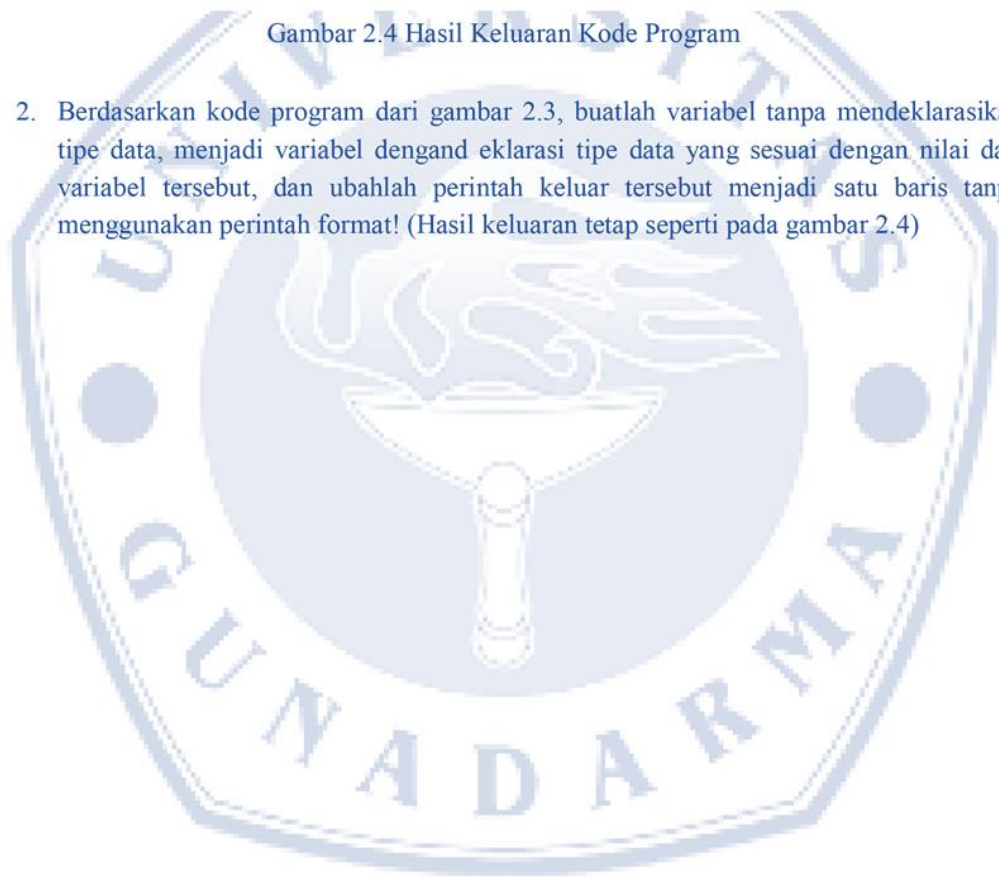 Gambar 2.4 Hasil Keluaran Kode Program
2. Berdasarkan kode program dari gambar 2.3, buatlah variabel tanpa mendeklarasik
tipe data, menjadi variabel dengand eklarasi tipe data yang sesuai dengan nilai da
variabel tersebut, dan ubahlah perintah keluar tersebut menjadi satu baris tan
menggunakan perintah format! (Hasil keluaran tetap seperti pada gambar 2.4)
UNIVERSITAS
GUNADARMA